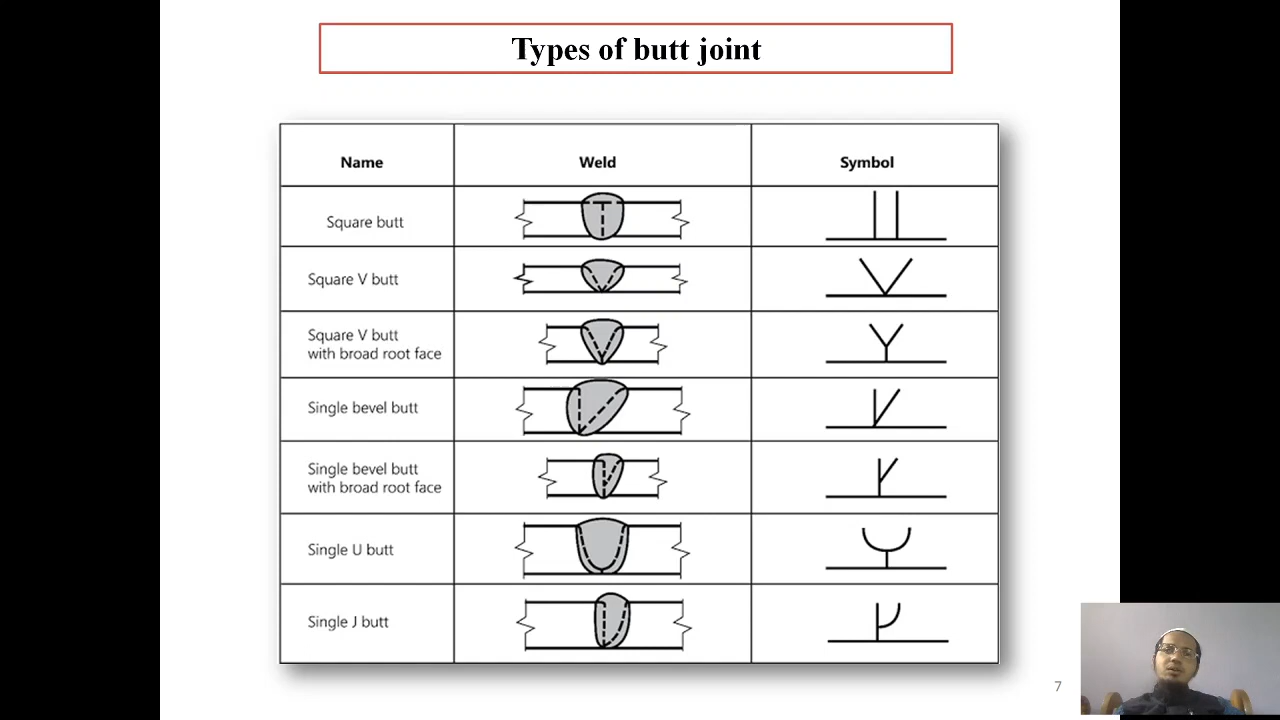 Types of butt joint
Name Weld Symbol
Square butt
Square V butt
Square V butt
with broad root face
Single bevel butt
Single bevel butt
with broad root face
Single U butt
Single J butt
7